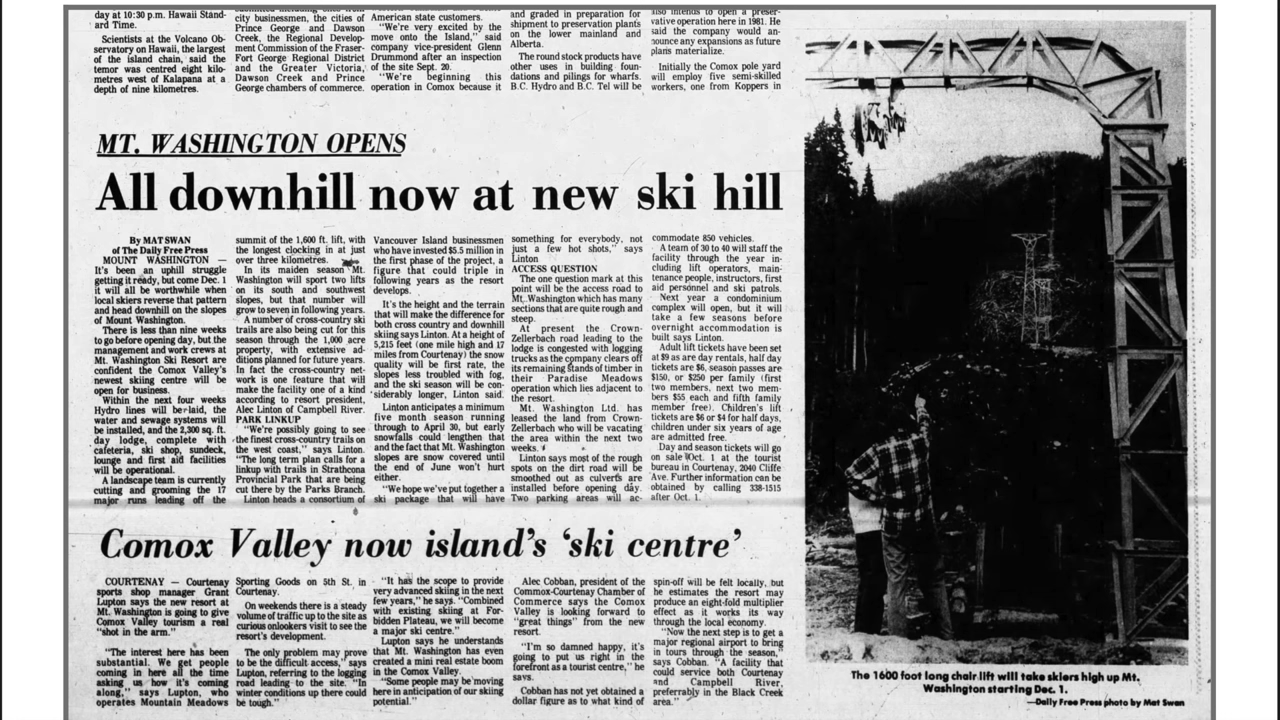 day at 10:30 p.m. Hawaii Stand-
ard Time.
Scientists at the Volcano Ob-
servatory on Hawaii, the largest
of the island chain, said the
temor was centred eight kilo-
metres west of Kalapana at a
depth of nine kilometres.
city businessmen, the cities of
Prince George and Dawson
Creek, the Regional Develop-
ment Commission of the Fraser-
Fort George Regional District
and the Greater Victoria,
Dawson Creek and Prince
George chambers of commerce.
American state customers.
"We're very excited by the
move onto the Island," said
company vice-president Glenn
Drummond after an inspection
of the site Sept. 20.
"We're beginning this
operation in Comox because it
and graded in preparation for
shipment to preservation plants
on the lower mainland and
Alberta.
The round stock products have
other uses in building foun-
dations and pilings for wharfs.
B.C. Hydro and B.C. Tel will be
also intends to open a preser-
vative operation here in 1981. He
said the company would an-
nounce any expansions as future
plans materialize.
Initially the Comox pole yard
will employ five semi-skilled
workers, one from Koppers in
MT. WASHINGTON OPENS
All downhill now at new ski hill
By MAT SWAN
of The Daily Free Press
MOUNT WASHINGTON —
It's been an uphill struggle
getting it ready, but come Dec. 1
it will all be worthwhile when
local skiers reverse that pattern
and head downhill on the slopes
of Mount Washington.
There is less than nine weeks
to go before opening day, but the
management and work crews at
Mt. Washington Ski Resort are
confident the Comox Valley's
newest skiing centre will be
open for business.
Within the next four weeks
Hydro lines will be laid, the
water and sewage systems will
be installed, and the 2,300 sq. ft.
day lodge, complete with
cafeteria, ski shop, sundeck,
lounge and first aid facilities
will be operational.
A landscape team is currently
cutting and grooming the 17
major runs leading off the
summit of the 1,600 ft. lift, with
the longest clocking in at just
over three kilometres.
In its maiden season Mt.
Washington will sport two lifts
on its south and southwest
slopes, but that number will
grow to seven in following years.
A number of cross-country ski
trails are also being cut for this
season through the 1,000 acre
property, with extensive ad-
ditions planned for future years.
In fact the cross-country net-
work is one feature that will
make the facility one of a kind
according to resort president,
Alec Linton of Campbell River.
PARK LINKUP
"We're possibly going to see
the finest cross-country trails on
the west coast," says Linton.
"The long term plan calls for a
linkup with trails in Strathcona
Provincial Park that are being
cut there by the Parks Branch.
Linton heads a consortium of
Vancouver Island businessmen
who have invested $5.5 million in
the first phase of the project, a
figure that could triple in
following years as the resort
develops.
It's the height and the terrain
that will make the difference for
both cross country and downhill
skiing says Linton. At a height of
5,215 feet (one mile high and 17
miles from Courtenay) the snow
quality will be first rate, the
slopes less troubled with fog,
and the ski season will be con-
siderably longer, Linton said.
Linton anticipates a minimum
five month season running
through to April 30, but early
snowfalls could lengthen that
and the fact that Mt. Washington
slopes are snow covered until
the end of June won't hurt
either.
"We hope we've put together a
ski package that will have
something for everybody, not
just a few hot shots," says
Linton
ACCESS QUESTION
The one question mark at this
point will be the access road to
Mt. Washington which has many
sections that are quite rough and
steep.
At present the Crown-
Zellerbach road leading to the
lodge is congested with logging
trucks as the company clears off
its remaining stands of timber in
their Paradise Meadows
operation which lies adjacent to
the resort.
Mt. Washington Ltd. has
leased the land from Crown-
Zellerbach who will be vacating
the area within the next two
weeks.
Linton says most of the rough
spots on the dirt road will be
smoothed out as culverts are
installed before opening day.
Two parking areas will ac-
commodate 850 vehicles.
A team of 30 to 40 will staff the
facility through the year in-
cluding lift operators, main-
tenance people, instructors, first
aid personnel and ski patrols.
Next year a condominium
complex will open, but it will
take a few seasons before
overnight accommodation is
built says Linton.
Adult lift tickets have been set
at $9 as are day rentals, half day
tickets are $6, season passes are
$150, or $250 per family (first
two members, next two mem-
bers $55 each and fifth family
member free). Children's lift
tickets are $6 or $4 for half days,
children under six years of age
are admitted free.
Day and season tickets will go
on sale Oct. 1 at the tourist
bureau in Courtenay, 2040 Cliffe
Ave. Further information can be
obtained by calling 338-1515
after Oct. 1.
Comox Valley now island's 'ski centre'
COURTENAY — Courtenay
sports shop manager Grant
Lupton says the new resort at
Mt. Washington is going to give
Comox Valley tourism a real
"shot in the arm."
"The interest here has been
substantial. We get people
coming in here all the time
asking us how it's coming
along," says Lupton, who
operates Mountain Meadows
Sporting Goods on 5th St. in
Courtenay.
On weekends there is a steady
volume of traffic up to the site as
curious onlookers visit to see the
resort's development.
The only problem may prove
to be the difficult access," says
Lupton, referring to the logging
road leading to the site. "In
winter conditions up there could
be tough."
"It has the scope to provide
very advanced skiing in the next
few years," he says. "Combined
with existing skiing at For-
bidden Plateau, we will become
a major ski centre."
Lupton says he understands
that Mt. Washington has even
created a mini real estate boom
in the Comox Valley.
"Some people may be moving
here in anticipation of our skiing
potential."
Alec Cobban, president of the
Commox-Courtenay Chamber of
Commerce says the Comox
Valley is looking forward to
"great things" from the new
resort.
"I'm so damned happy, it's
going to put us right in the
forefront as a tourist centre," he
says.
Cobban has not yet obtained a
dollar figure as to what kind of
spin-off will be felt locally, but
he estimates the resort may
produce an eight-fold multiplier
effect as it works its way
through the local economy.
"Now the next step is to get a
major regional airport to bring
in tours through the season,"
says Cobban. "A facility that
could service both Courtenay
and Campbell River,
preferrably in the Black Creek
area."
The 1600 foot long chair lift will take skiers high up Mt.
Washington starting Dec. 1.
—Daily Free Press photo by Mat Swan